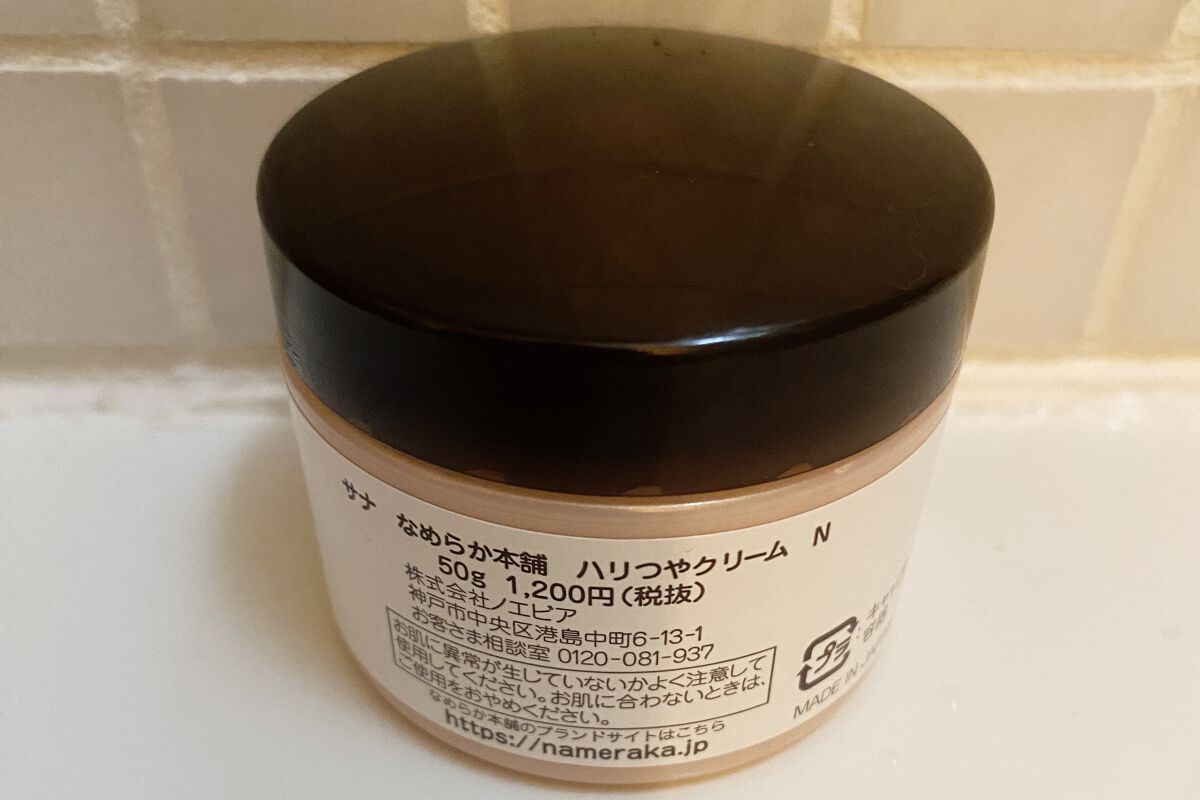 サナ なめらか本舗 ハリつやクリーム N
50g 1,200円(税抜)
株式会社ノエビア
神戸市中央区港島中町6-13-1
お客さま相談室 0120-081-937
お肌に異常が生じていないかよく注意して
使用してください。お肌に合わないときは、
ご使用をおやめください。
なめらか本舗のブランドサイトはこちら
https://nameraka.jp
プラ
容器
MADE IN